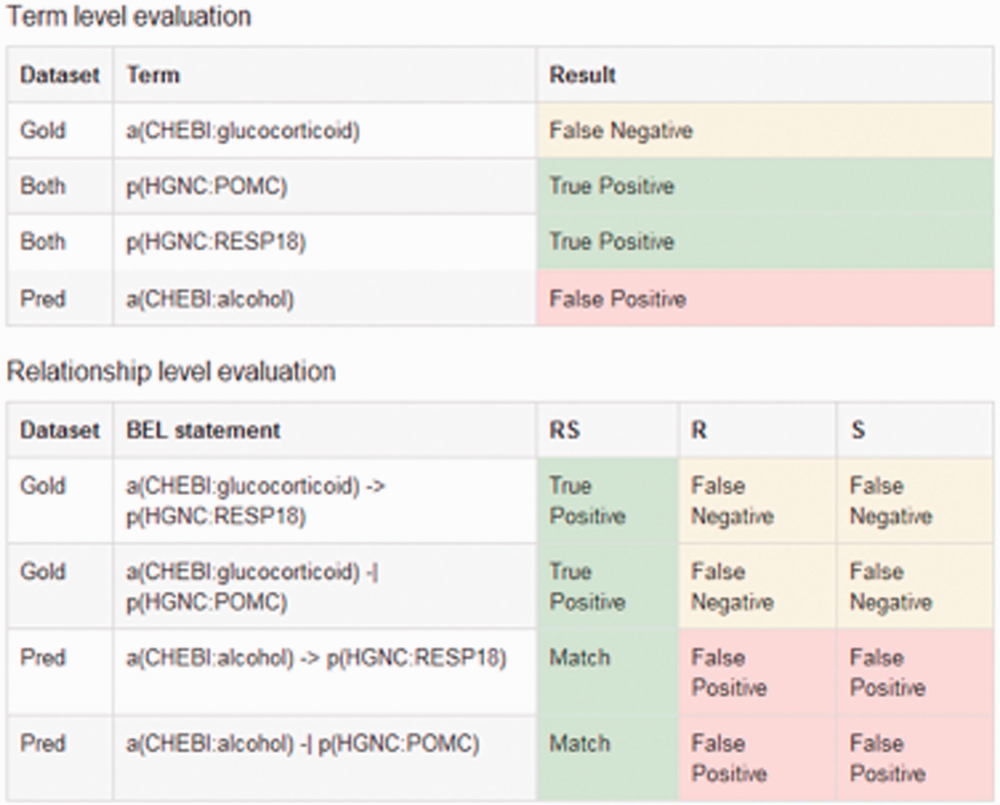 Term level evaluation
Dataset Term Result
Gold a(CHEBI:glucocorticoid) False Negative
Both p(HGNC:POMC) True Positive
Both p(HGNC:RESP18) True Positive
Pred a(CHEBI:alcohol) False Positive
Relationship level evaluation
Dataset BEL statement RS R S
Gold a(CHEBI:glucocorticoid) -> True False False
p(HGNC:RESP18) Positive Negative Negative
Gold a(CHEBI:glucocorticoid) -| True False False
p(HGNC:POMC) Positive Negative Negative
Pred a(CHEBI:alcohol) -> p(HGNC:RESP18) Match False False
Positive Positive
Pred a(CHEBI:alcohol) -| p(HGNC:POMC) Match False False
Positive Positive